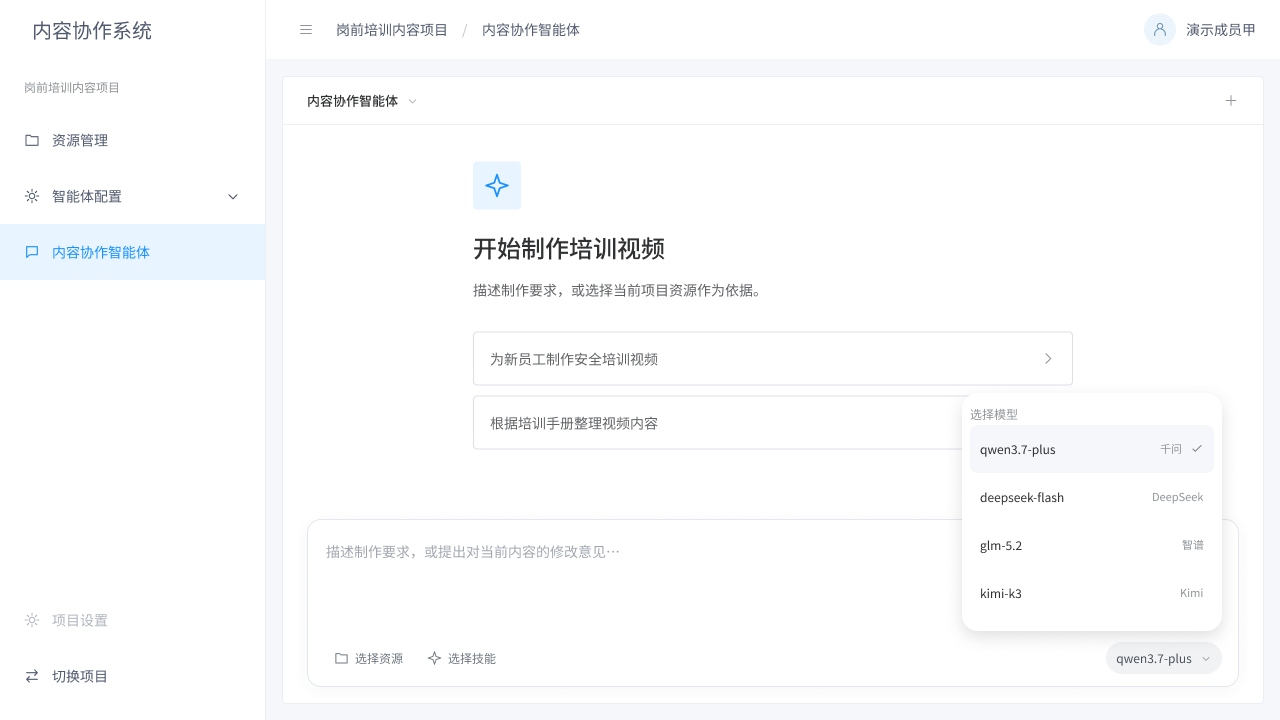 内容协作系统
岗前培训内容项目
资源管理
智能体配置
内容协作智能体
项目设置
切换项目
岗前培训内容项目 / 内容协作智能体
演示成员甲
内容协作智能体
开始制作培训视频
描述制作要求，或选择当前项目资源作为依据。
为新员工制作安全培训视频
根据培训手册整理视频内容
选择模型
qwen3.7-plus 千问
deepseek-flash DeepSeek
glm-5.2 智谱
kimi-k3 Kimi
描述制作要求，或提出对当前内容的修改意见…
选择资源 选择技能 qwen3.7-plus